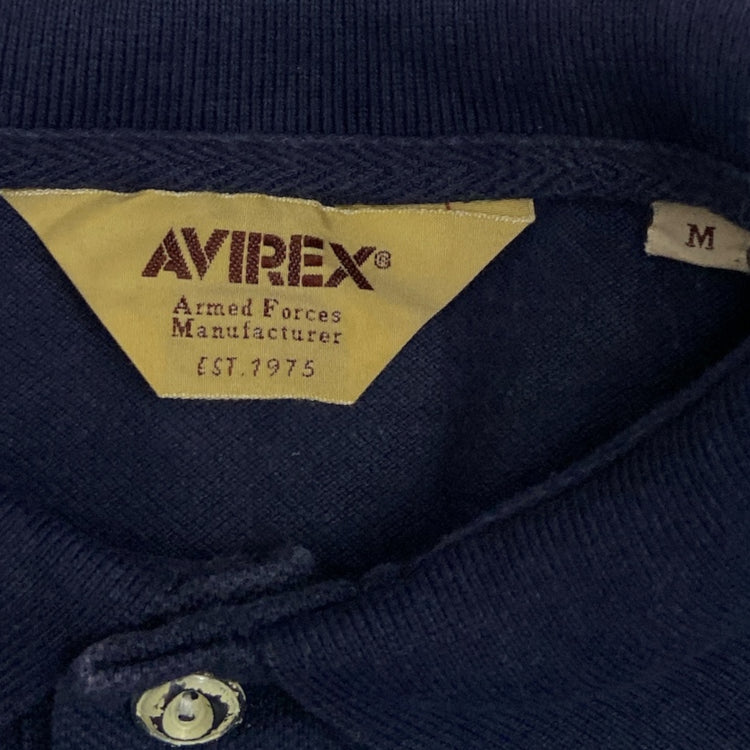 AVIREX®
Armed Forces
Manufacturer
EST.1975
M